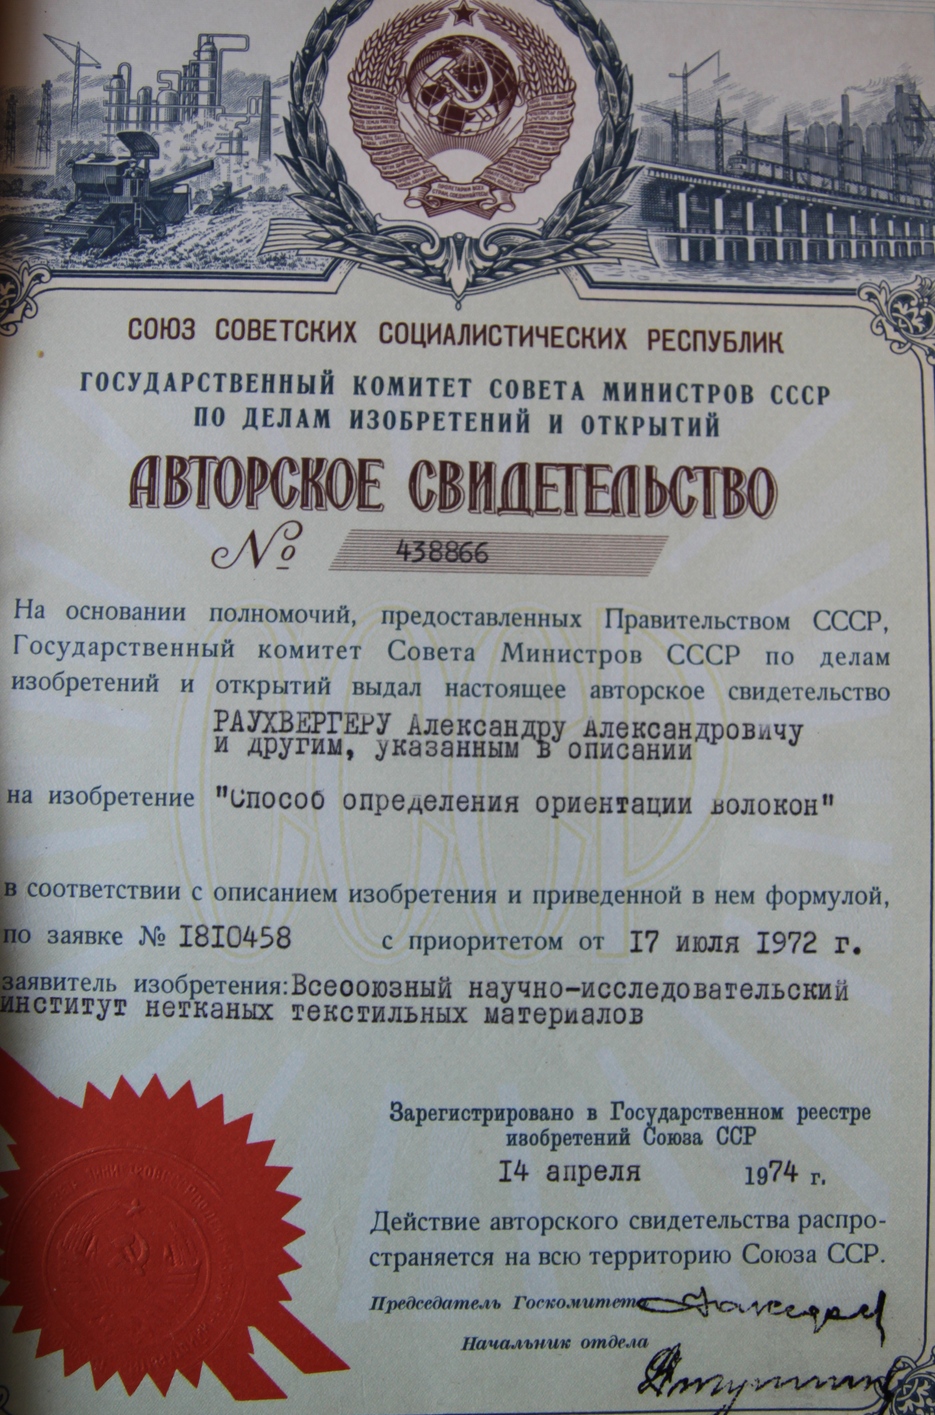 СОЮЗ СОВЕТСКИХ СОЦИАЛИСТИЧЕСКИХ РЕСПУБЛИК
ГОСУДАРСТВЕННЫЙ КОМИТЕТ СОВЕТА МИНИСТРОВ СССР
ПО ДЕЛАМ ИЗОБРЕТЕНИЙ И ОТКРЫТИЙ
АВТОРСКОЕ СВИДЕТЕЛЬСТВО
№ 438866
На основании полномочий, предоставленных Правительством СССР,
Государственный комитет Совета Министров СССР по делам
изобретений и открытий выдал настоящее авторское свидетельство
РАУХВЕРГЕРУ Александру Александровичу
и другим, указанным в описании
на изобретение "Способ определения ориентации волокон"
в соответствии с описанием изобретения и приведенной в нем формулой,
по заявке № I8I0458 с приоритетом от I7 июля I972 г.
заявитель изобретения: Всесоюзный научно-исследовательский
институт нетканых текстильных материалов
Зарегистрировано в Государственном реестре
изобретений Союза ССР
I4 апреля 1974 г.
Действие авторского свидетельства распро-
страняется на всю территорию Союза ССР.
Председатель Госкомитета
Начальник отдела